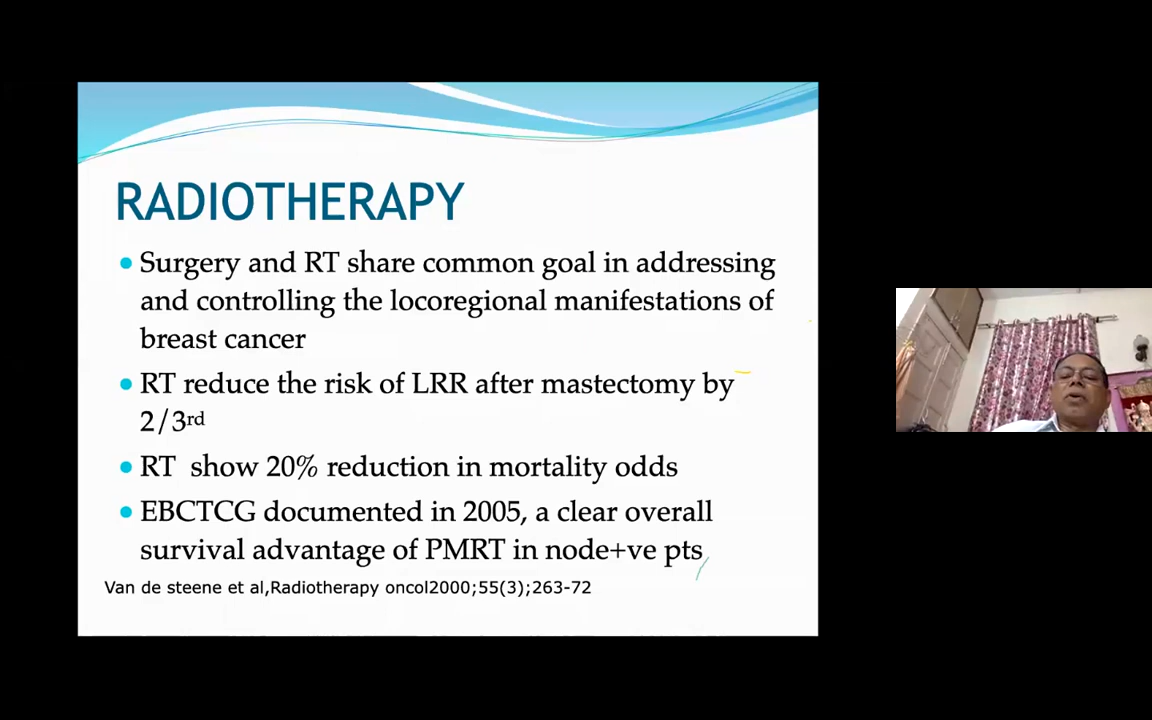 RADIOTHERAPY
Surgery and RT share common goal in addressing
and controlling the locoregional manifestations of
breast cancer
RT reduce the risk of LRR after mastectomy by
2/3rd
RT show 20% reduction in mortality odds
EBCTCG documented in 2005, a clear overall
survival advantage of PMRT in node+ve pts
Van de steene et al,Radiotherapy oncol2000;55(3);263-72